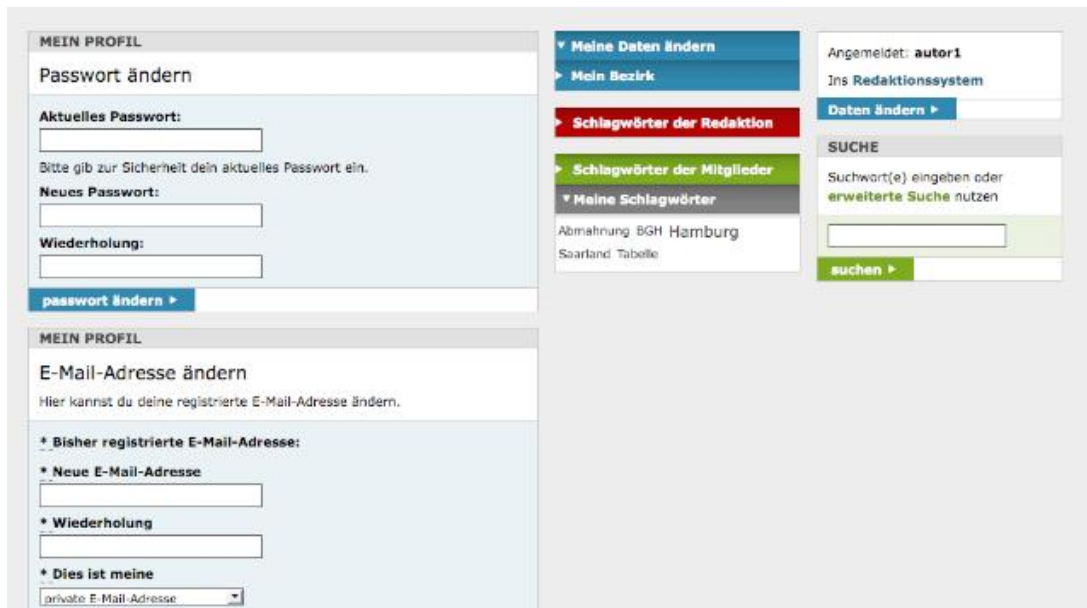 MEIN PROFIL
Passwort ändern
Aktuelles Passwort:
Bitte gib zur Sicherheit dein aktuelles Passwort ein.
Neues Passwort:
Wiederholung:
passwort ändern
MEIN PROFIL
E-Mail-Adresse ändern
Hier kannst du deine registrierte E-Mail-Adresse ändern.
* Bisher registrierte E-Mail-Adresse:
* Neue E-Mail-Adresse
* Wiederholung
* Dies ist meine
private E-Mail-Adresse
Meine Daten ändern
Mein Bezirk
Schlagwörter der Redaktion
Schlagwörter der Mitglieder
Meine Schlagwörter
Abmahnung BGH Hamburg
Saarland Tabelle
Angemeldet: autor1
Ins Redaktionssystem
Daten ändern
SUCHE
Suchwort(e) eingeben oder
erweiterte Suche nutzen
suchen